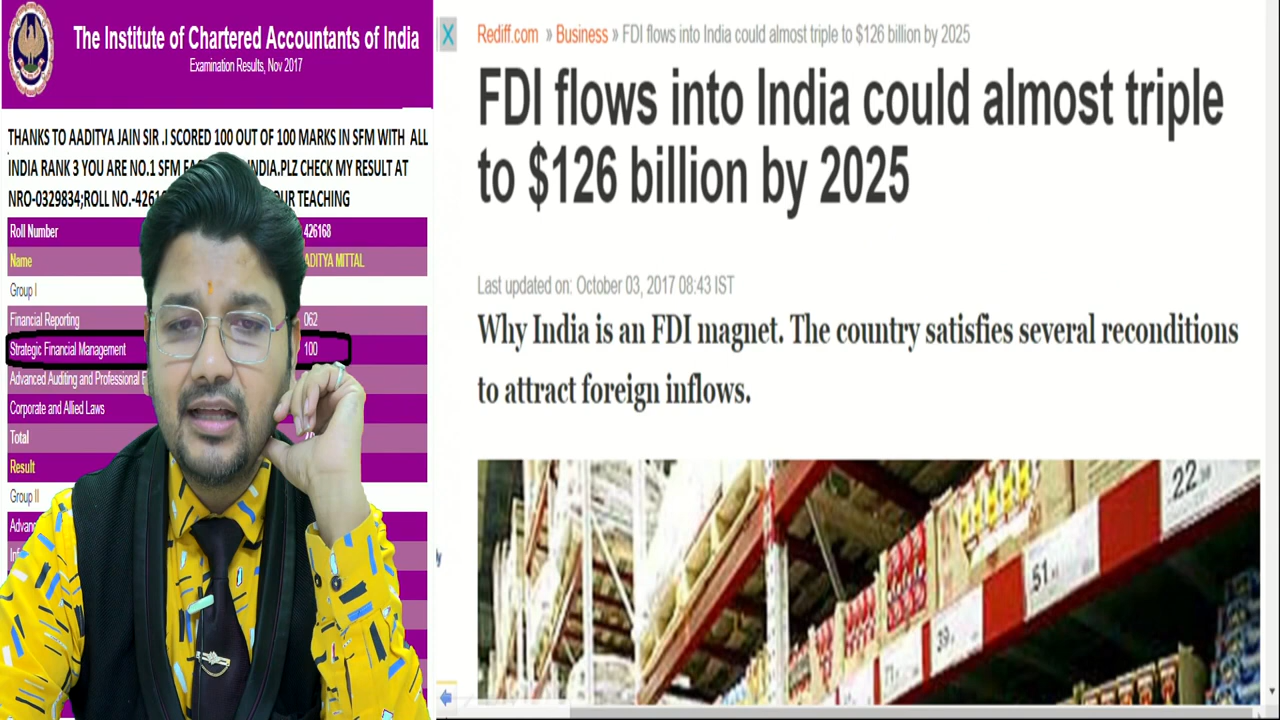 The Institute of Chartered Accountants of India
Examination Results, Nov 2017
THANKS TO AADITYA JAIN SIR .I SCORED 100 OUT OF 100 MARKS IN SFM WITH ALL
INDIA RANK 3 YOU ARE NO.1 SFM INDIA.PLZ CHECK MY RESULT AT
NRO-0329834;ROLL NO.-4261 TEACHING
Roll Number 426168
Name ADITYA MITTAL
Group I
Financial Reporting 062
Strategic Financial Management 100
Advanced Auditing and Professional
Corporate and Allied Laws
Total
Result
Group II
Rediff.com » Business » FDI flows into India could almost triple to $126 billion by 2025
FDI flows into India could almost triple
to $126 billion by 2025
Last updated on: October 03, 2017 08:43 IST
Why India is an FDI magnet. The country satisfies several reconditions
to attract foreign inflows.
22
51
39